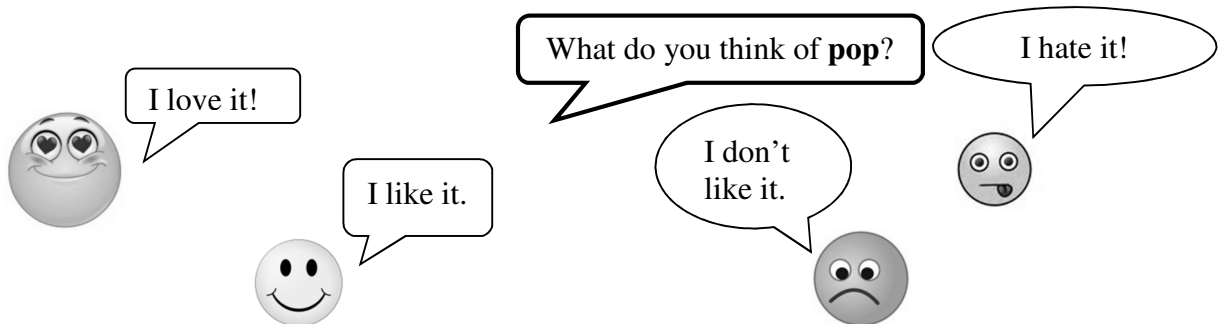 What do you think of pop?
I hate it!
I love it!
I don’t
like it.
I like it.